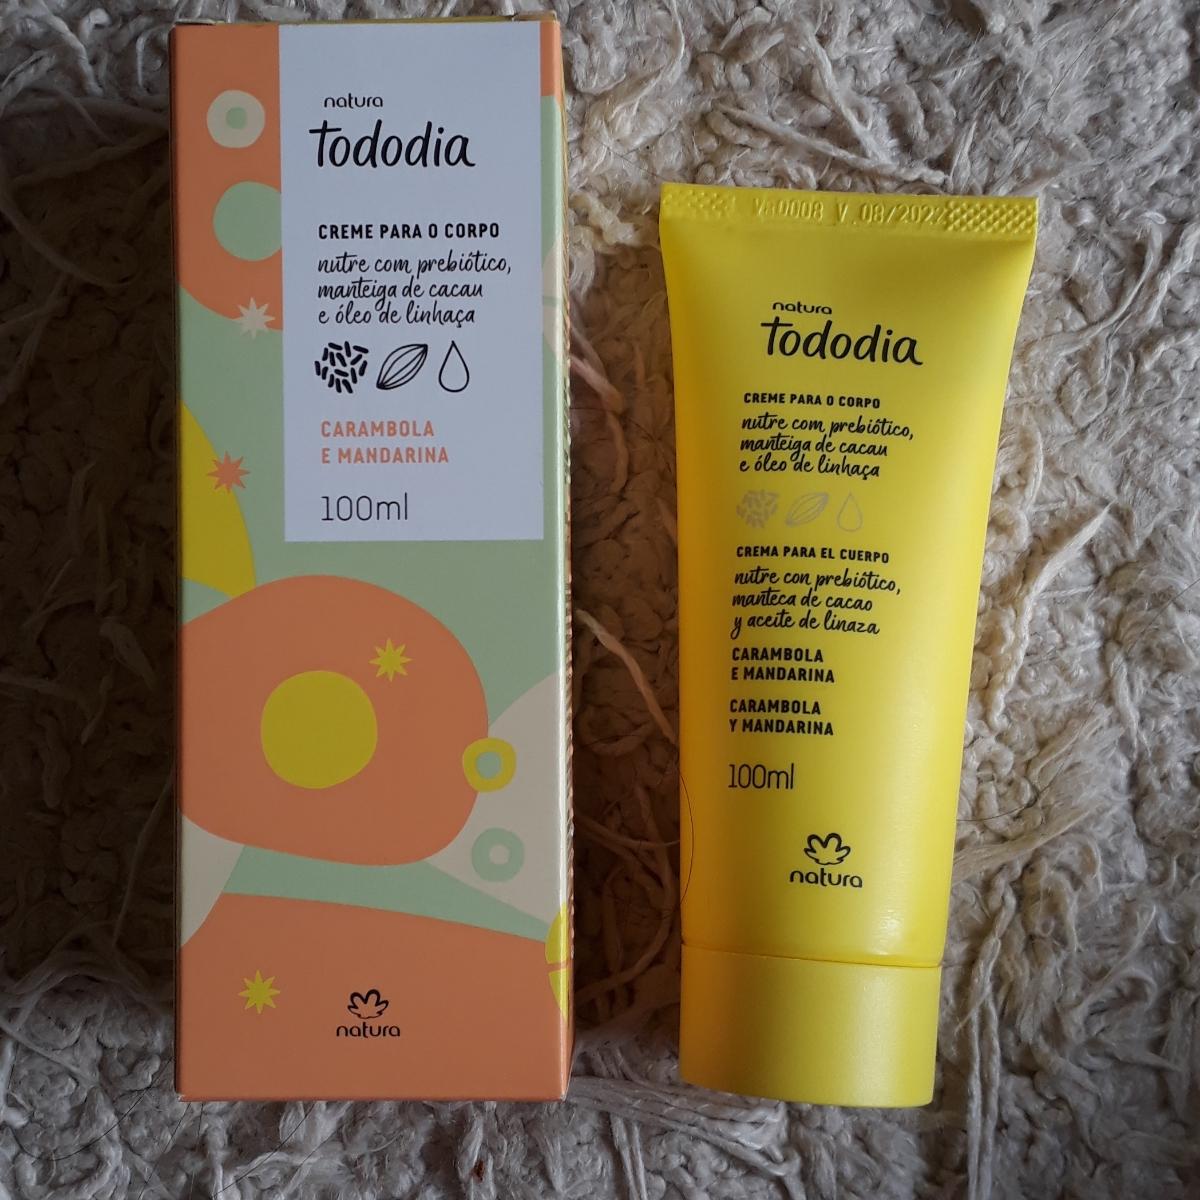 natura
Tododia
CREME PARA O CORPO
nutre com prebiótico,
manteiga de cacau
e óleo de linhaça
CARAMBOLA
E MANDARINA
100ml
natura
V 08/2022
natura
Tododia
CREME PARA O CORPO
nutre com prebiótico,
manteiga de cacau
e óleo de linhaça
CREMA PARA EL CUERPO
nutre con prebiótico,
manteca de cacao
y aceite de linaza
CARAMBOLA
E MANDARINA
CARAMBOLA
Y MANDARINA
100ml
natura